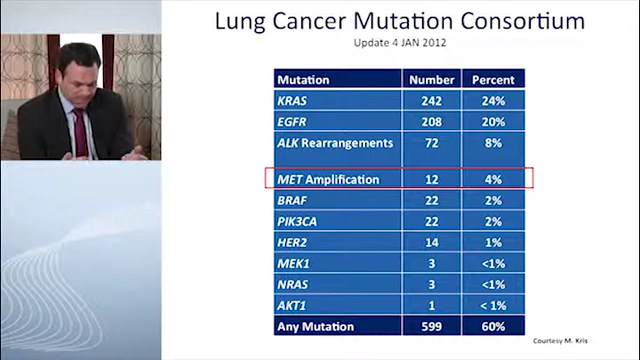 Lung Cancer Mutation Consortium
Update 4 JAN 2012
Mutation Number Percent
KRAS 242 24%
EGFR 208 20%
ALK Rearrangements 72 8%
MET Amplification 12 4%
BRAF 22 2%
PIK3CA 22 2%
HER2 14 1%
MEK1 3 <1%
NRAS 3 <1%
AKT1 1 < 1%
Any Mutation 599 60%
Courtesy M. Kris